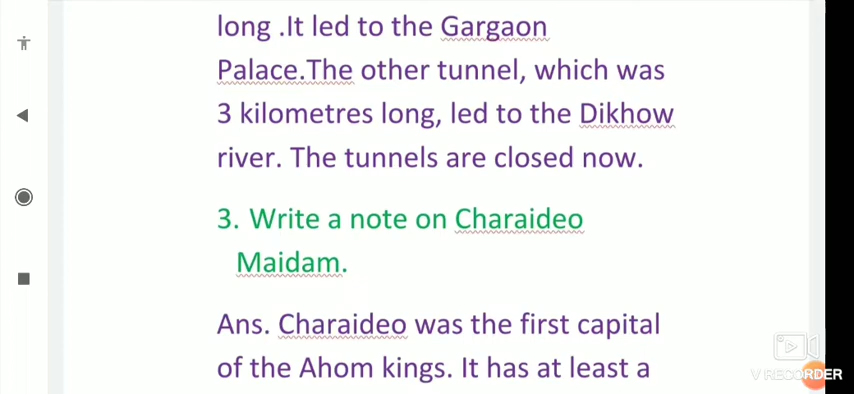 long .It led to the Gargaon
Palace.The other tunnel, which was
3 kilometres long, led to the Dikhow
river. The tunnels are closed now.
3. Write a note on Charaideo
Maidam.
Ans. Charaideo was the first capital
of the Ahom kings. It has at least a
V RECORDER